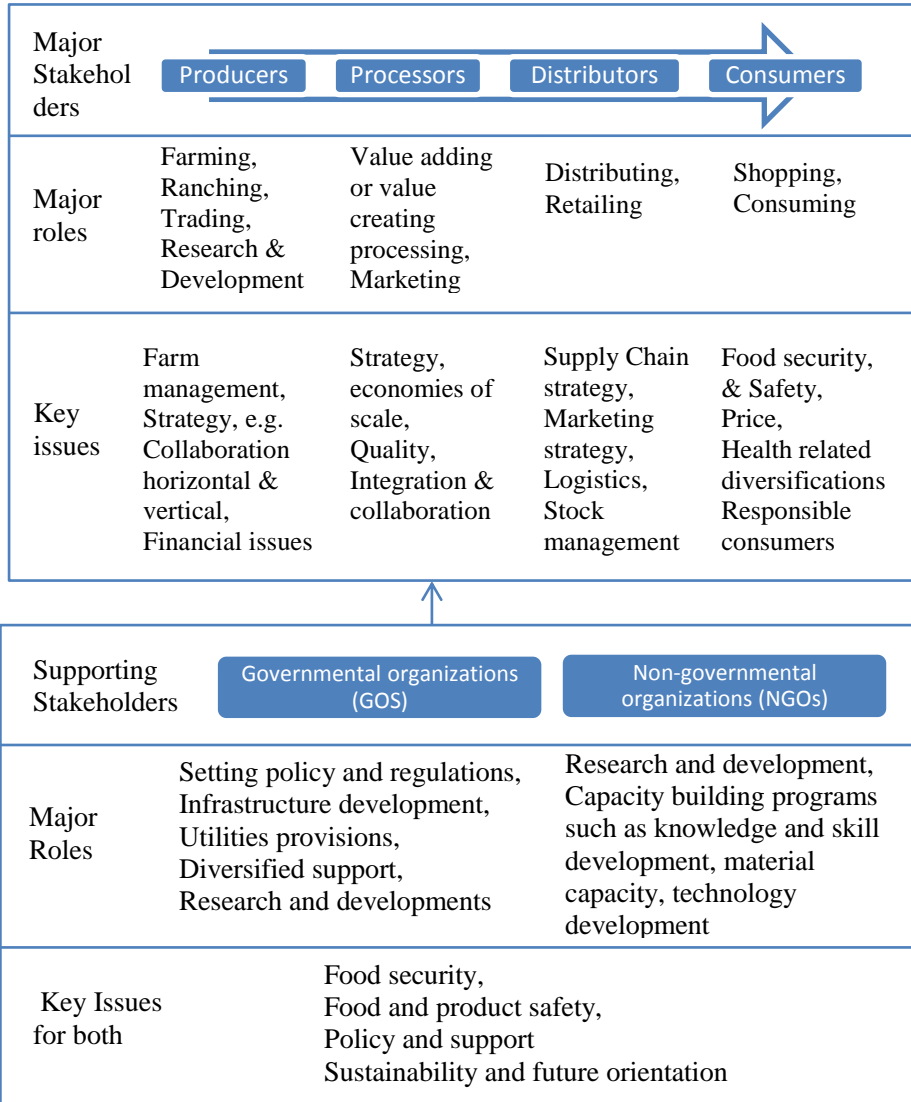 Major
Stakehol
ders
Producers
Processors
Distributors
Consumers
Major
roles
Farming,
Ranching,
Trading,
Research &
Development
Value adding
or value
creating
processing,
Marketing
Distributing,
Retailing
Shopping,
Consuming
Key
issues
Farm
management,
Strategy, e.g.
Collaboration
horizontal &
vertical,
Financial issues
Strategy,
economies of
scale,
Quality,
Integration &
collaboration
Supply Chain
strategy,
Marketing
strategy,
Logistics,
Stock
management
Food security,
& Safety,
Price,
Health related
diversifications
Responsible
consumers
Supporting
Stakeholders
Governmental organizations
(GOS)
Non-governmental
organizations (NGOs)
Major
Roles
Setting policy and regulations,
Infrastructure development,
Utilities provisions,
Diversified support,
Research and developments
Research and development,
Capacity building programs
such as knowledge and skill
development, material
capacity, technology
development
Key Issues
for both
Food security,
Food and product safety,
Policy and support
Sustainability and future orientation